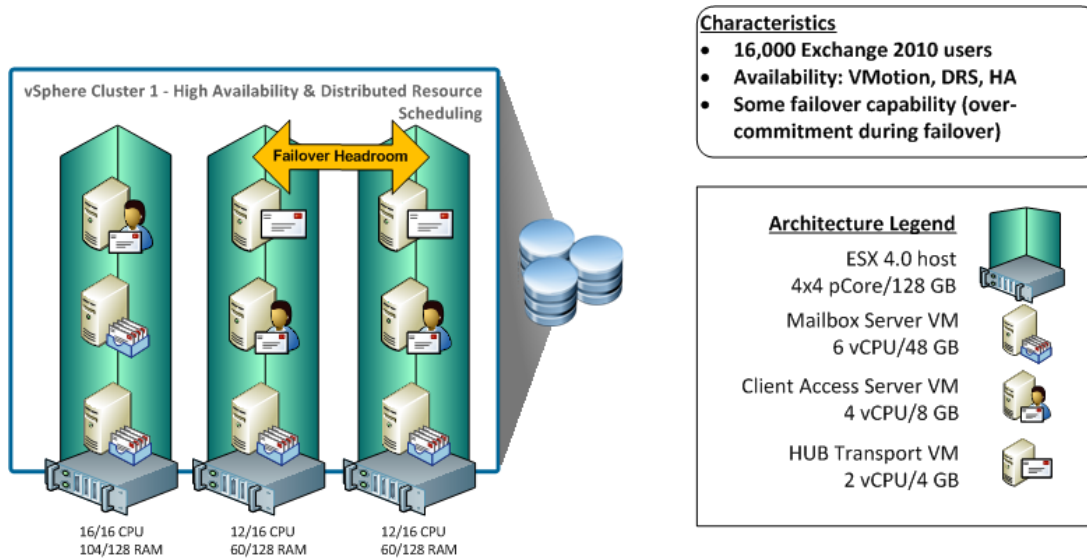 vSphere Cluster 1 - High Availability & Distributed Resource
Scheduling
Failover Headroom
16/16 CPU
104/128 RAM
12/16 CPU
60/128 RAM
12/16 CPU
60/128 RAM
Characteristics
• 16,000 Exchange 2010 users
• Availability: VMotion, DRS, HA
• Some failover capability (over-
commitment during failover)
Architecture Legend
ESX 4.0 host
4x4 pCore/128 GB
Mailbox Server VM
6 vCPU/48 GB
Client Access Server VM
4 vCPU/8 GB
HUB Transport VM
2 vCPU/4 GB